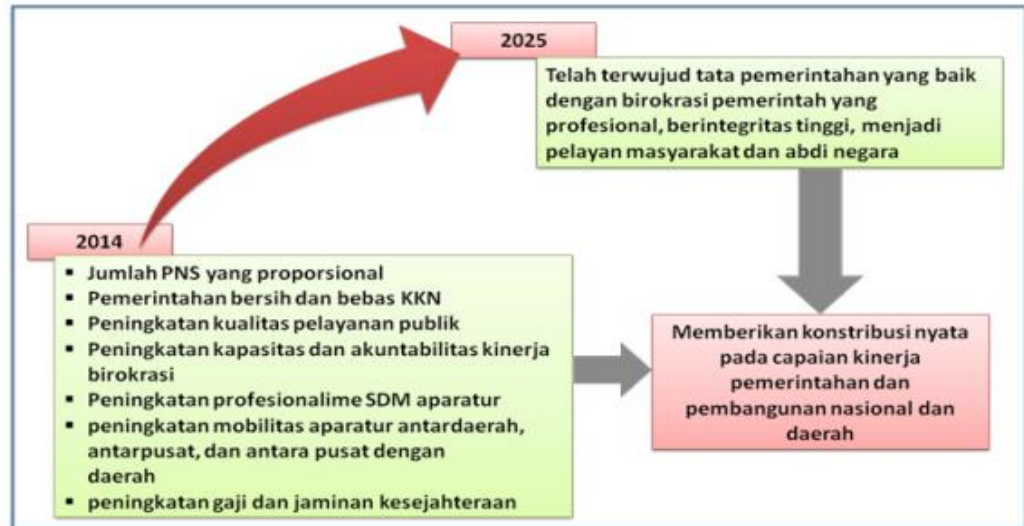 2025
Telah terwujud tata pemerintahan yang baik
dengan birokrasi pemerintah yang
profesional, berintegritas tinggi, menjadi
pelayan masyarakat dan abdi negara
2014
▪ Jumlah PNS yang proporsional
▪ Pemerintahan bersih dan bebas KKN
▪ Peningkatan kualitas pelayanan publik
▪ Peningkatan kapasitas dan akuntabilitas kinerja
birokrasi
▪ Peningkatan profesionalime SDM aparatur
▪ peningkatan mobilitas aparatur antardaerah,
antarpusat, dan antara pusat dengan
daerah
▪ peningkatan gaji dan jaminan kesejahteraan
Memberikan konstribusi nyata
pada capaian kinerja
pemerintahan dan
pembangunan nasional dan
daerah